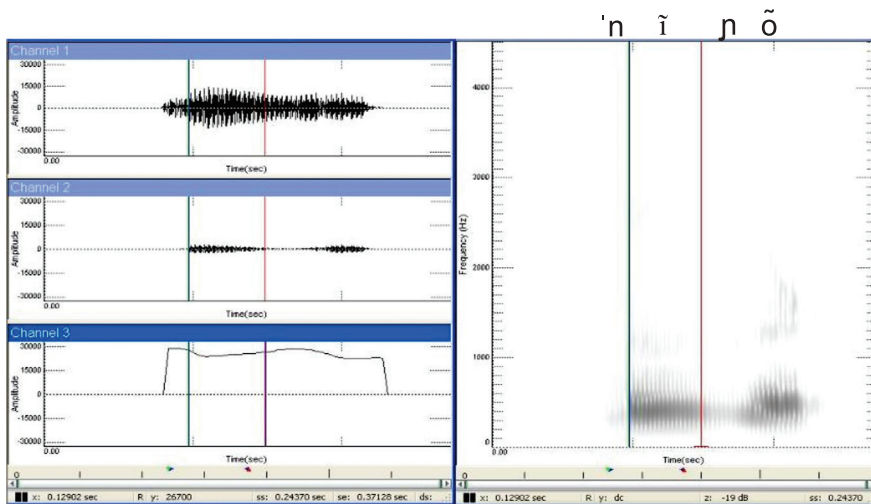 ˈn ĩ ɲ õ
Channel 1
30000
15000
0
-15000
-30000
Amplitude
0.00
Time(sec)
Channel 2
30000
15000
0
-15000
-30000
Amplitude
0.00
Time(sec)
Channel 3
30000
15000
0
-15000
-30000
Amplitude
0.00
Time(sec)
0
x: 0.12902 sec R y: 26700 ss: 0.24370 sec se: 0.37128 sec ds:
4000
3000
2000
1000
0
Frequency (Hz)
0.00
Time(sec)
0
x: 0.12902 sec R y: dc z: -19 dB ss: 0.24370